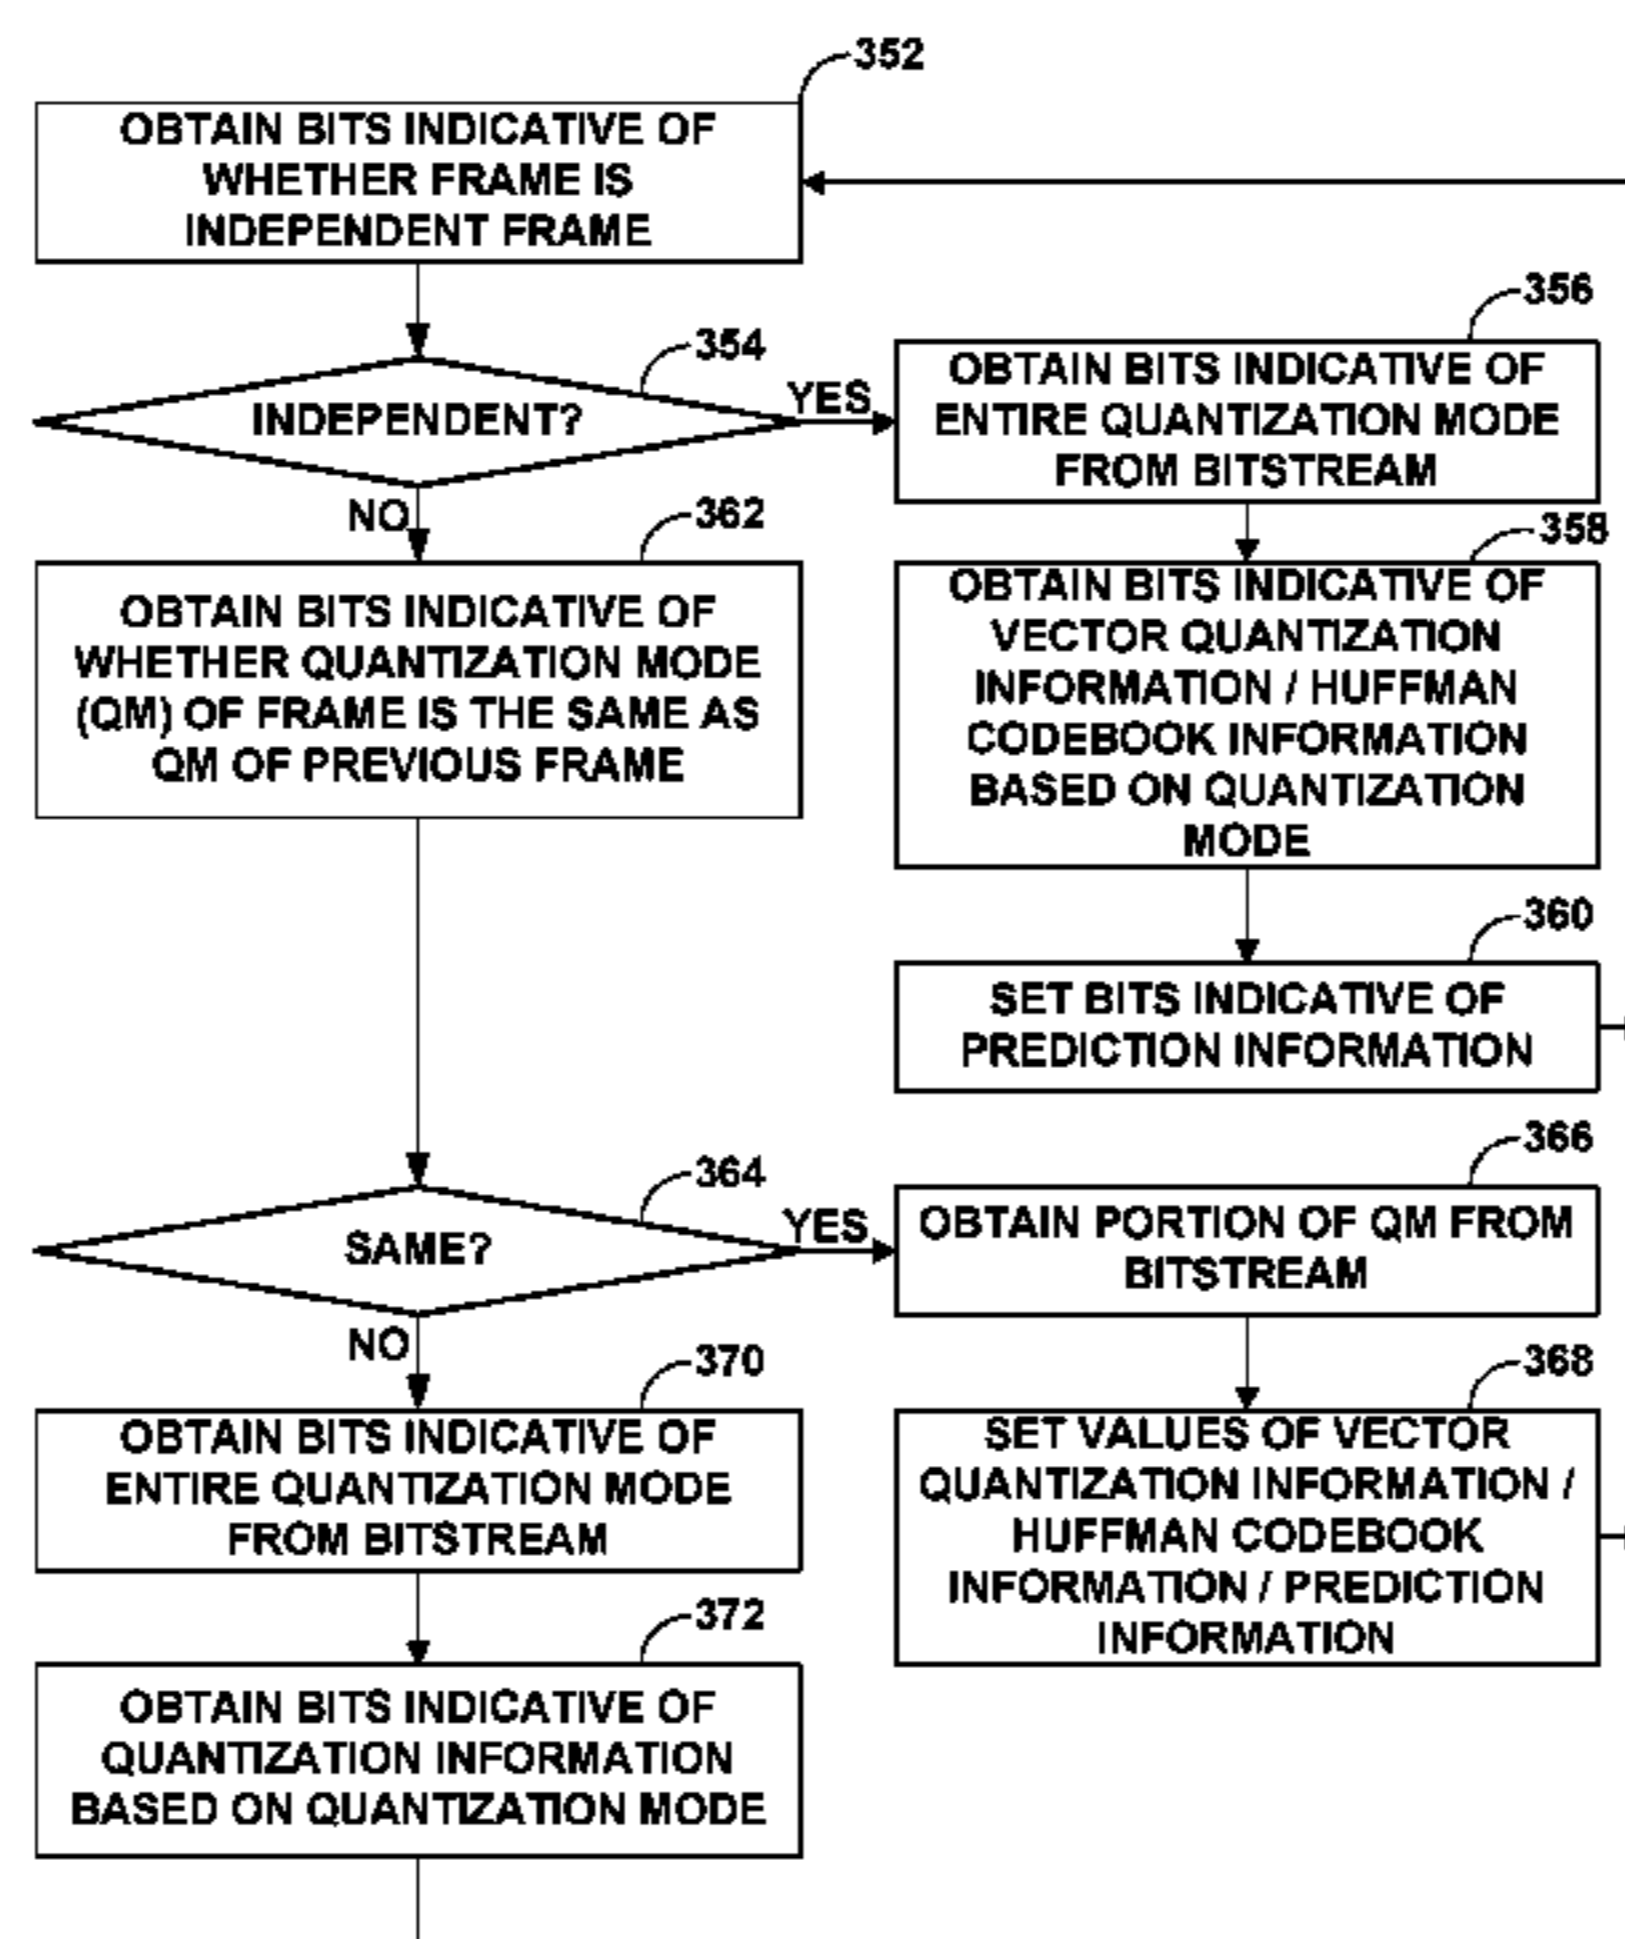 352
OBTAIN BITS INDICATIVE OF
WHETHER FRAME IS
INDEPENDENT FRAME
354
INDEPENDENT?
YES
NO
356
OBTAIN BITS INDICATIVE OF
ENTIRE QUANTIZATION MODE
FROM BITSTREAM
358
OBTAIN BITS INDICATIVE OF
VECTOR QUANTIZATION
INFORMATION / HUFFMAN
CODEBOOK INFORMATION
BASED ON QUANTIZATION
MODE
360
SET BITS INDICATIVE OF
PREDICTION INFORMATION
362
OBTAIN BITS INDICATIVE OF
WHETHER QUANTIZATION MODE
(QM) OF FRAME IS THE SAME AS
QM OF PREVIOUS FRAME
364
SAME?
YES
NO
366
OBTAIN PORTION OF QM FROM
BITSTREAM
368
SET VALUES OF VECTOR
QUANTIZATION INFORMATION /
HUFFMAN CODEBOOK
INFORMATION / PREDICTION
INFORMATION
370
OBTAIN BITS INDICATIVE OF
ENTIRE QUANTIZATION MODE
FROM BITSTREAM
372
OBTAIN BITS INDICATIVE OF
QUANTIZATION INFORMATION
BASED ON QUANTIZATION MODE